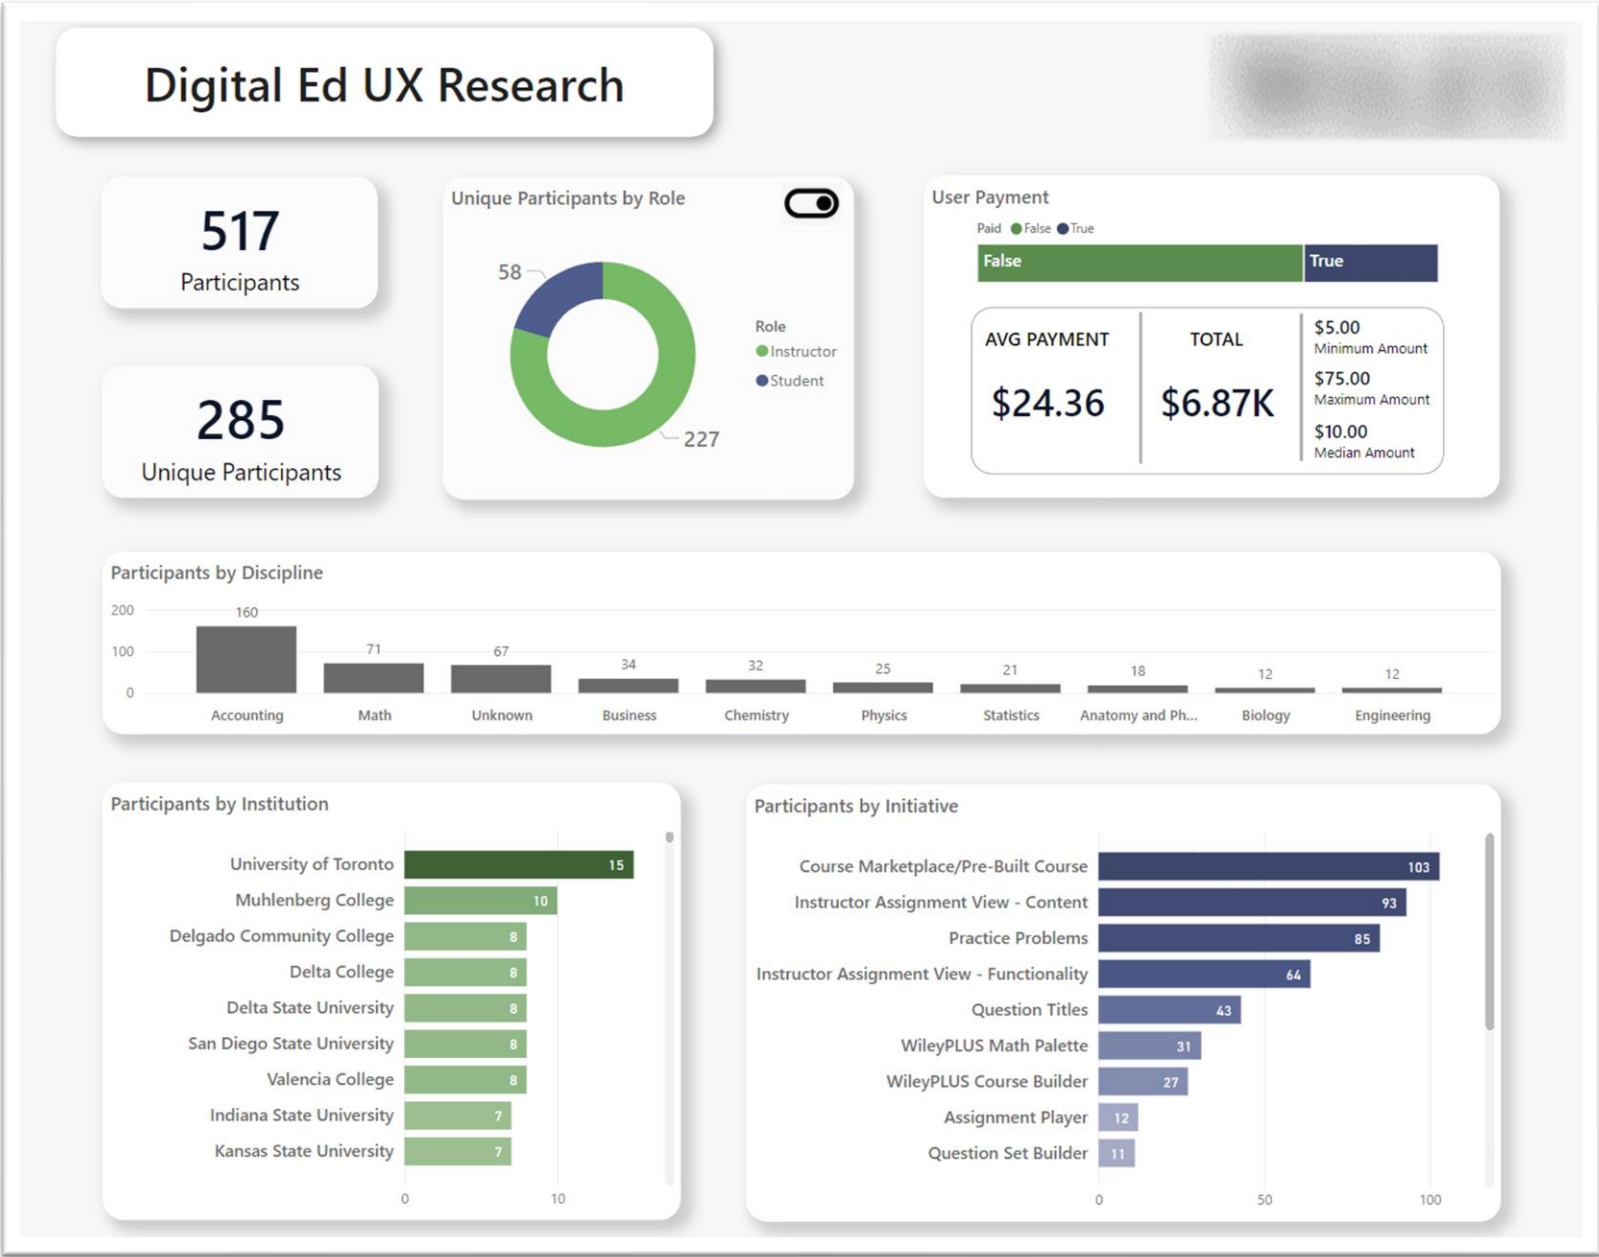 Digital Ed UX Research
517
Participants
285
Unique Participants
Unique Participants by Role
58
227
Role
Instructor
Student
User Payment
Paid False True
False True
AVG PAYMENT
$24.36
TOTAL
$6.87K
$5.00
Minimum Amount
$75.00
Maximum Amount
$10.00
Median Amount
Participants by Discipline
200
100
0
160 71 67 34 32 25 21 18 12 12
Accounting Math Unknown Business Chemistry Physics Statistics Anatomy and Ph... Biology Engineering
Participants by Institution
University of Toronto 15
Muhlenberg College 10
Delgado Community College 8
Delta College 8
Delta State University 8
San Diego State University 8
Valencia College 8
Indiana State University 7
Kansas State University 7
0 10
Participants by Initiative
Course Marketplace/Pre-Built Course 103
Instructor Assignment View - Content 93
Practice Problems 85
Instructor Assignment View - Functionality 64
Question Titles 43
WileyPLUS Math Palette 31
WileyPLUS Course Builder 27
Assignment Player 12
Question Set Builder 11
0 50 100